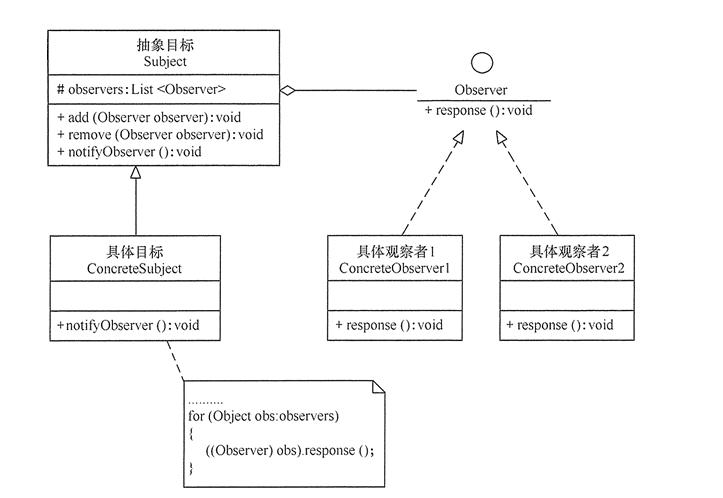 抽象目标
Subject
# observers:List <Observer>
+ add (Observer observer):void
+ remove (Observer observer):void
+ notifyObserver ():void
Observer
+ response ():void
具体目标
ConcreteSubject
+notifyObserver ():void
具体观察者1
ConcreteObserver1
+ response ():void
具体观察者2
ConcreteObserver2
+ response ():void
..........
for (Object obs:observers)
{
((Observer) obs).response ();
}